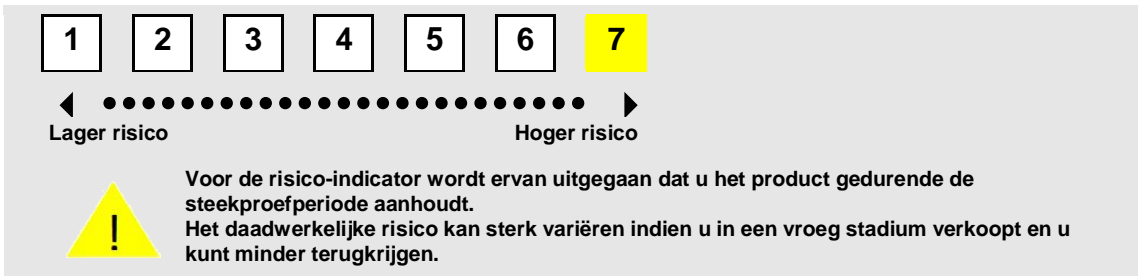 1 2 3 4 5 6 7
Lager risico Hoger risico
!
Voor de risico-indicator wordt ervan uitgegaan dat u het product gedurende de
steekproefperiode aanhoudt.
Het daadwerkelijke risico kan sterk variëren indien u in een vroeg stadium verkoopt en u
kunt minder terugkrijgen.